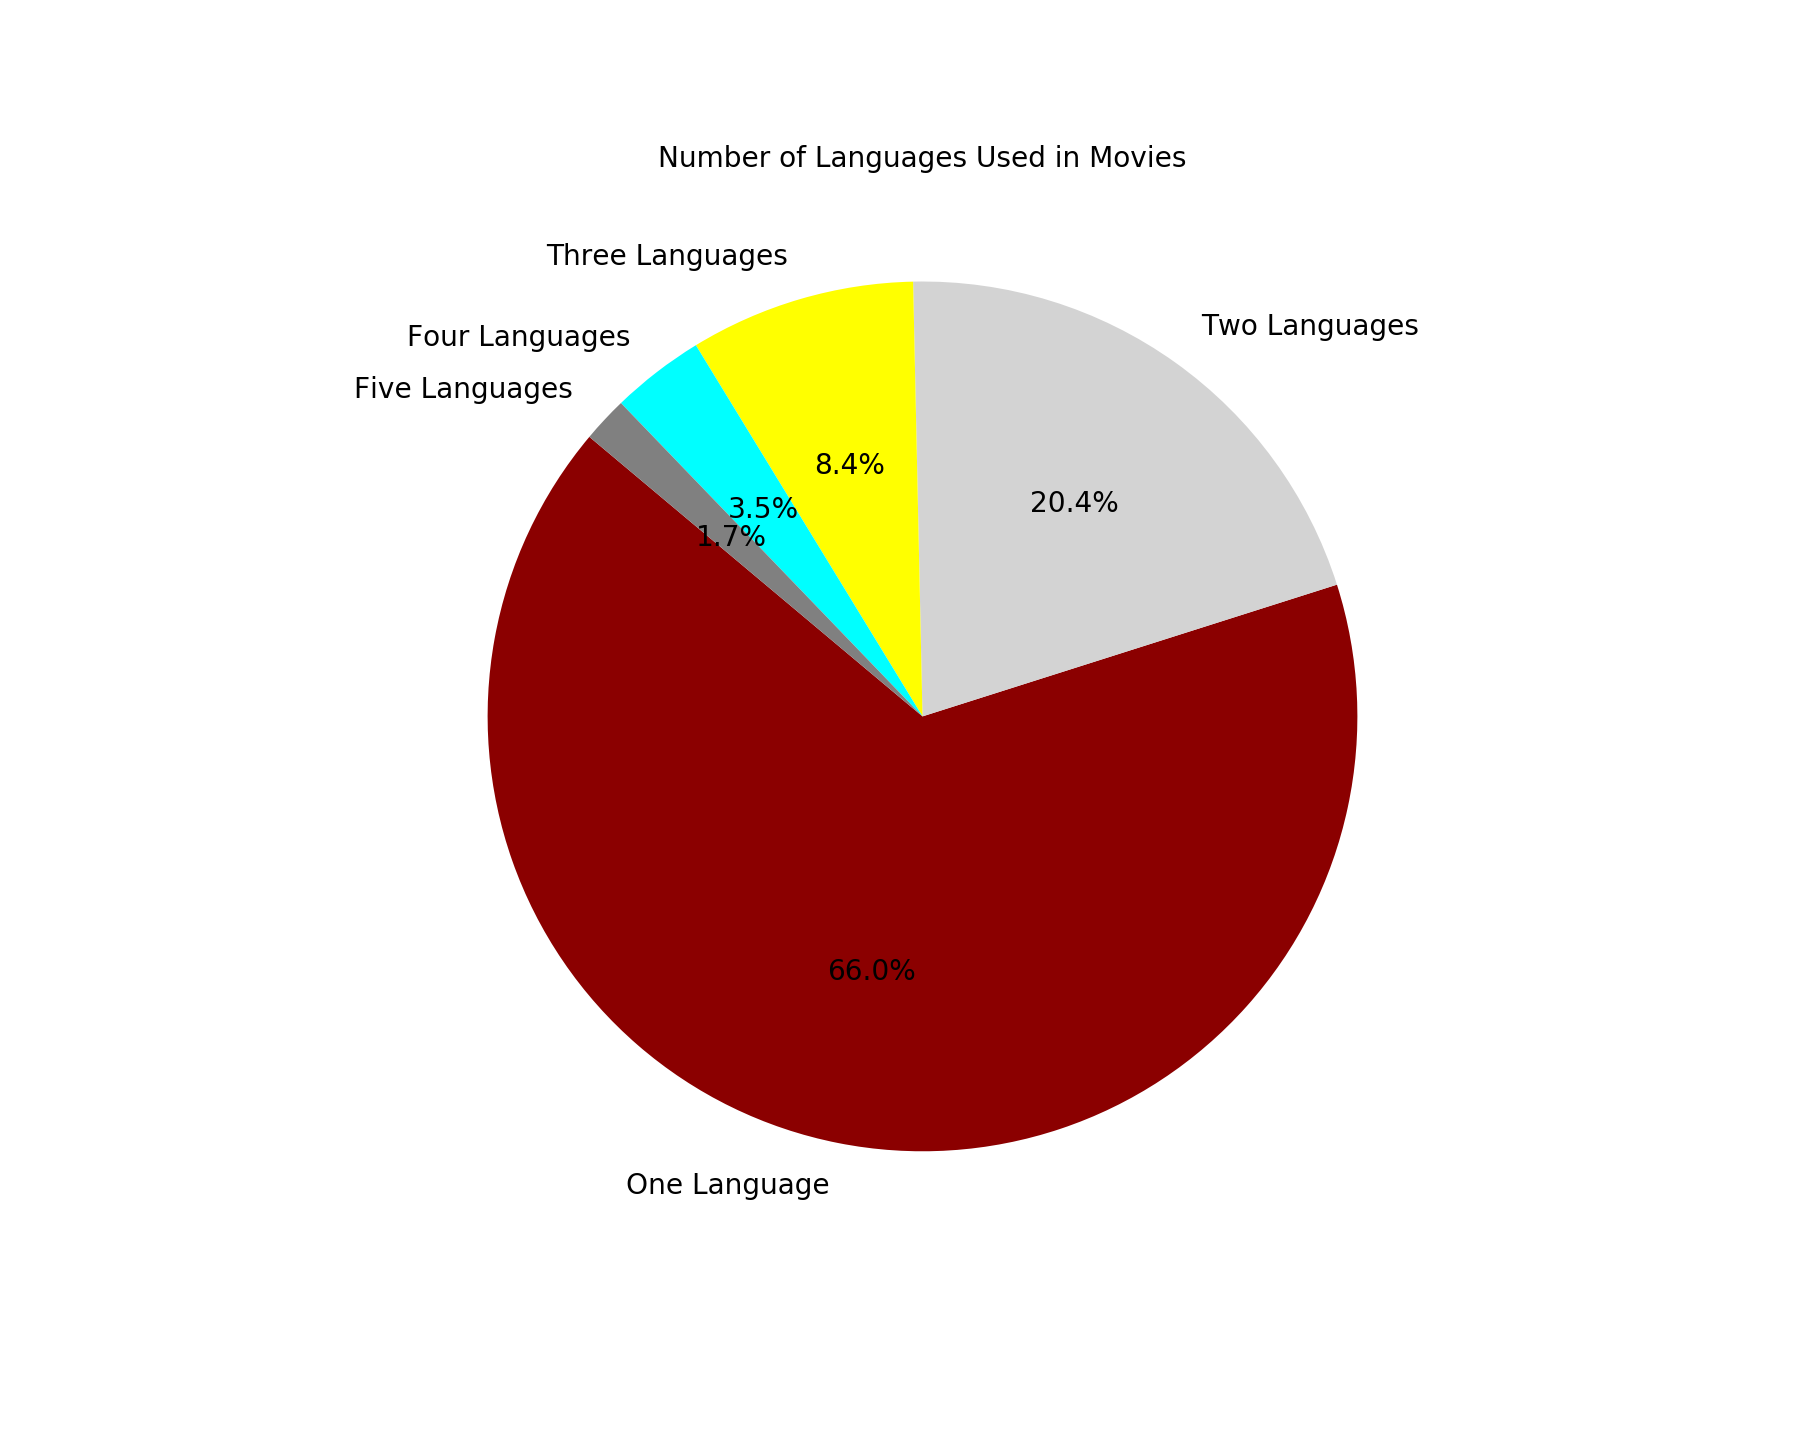 Number of Languages Used in Movies
Three Languages
Two Languages
Four Languages
Five Languages
8.4%
20.4%
3.5%
1.7%
66.0%
One Language